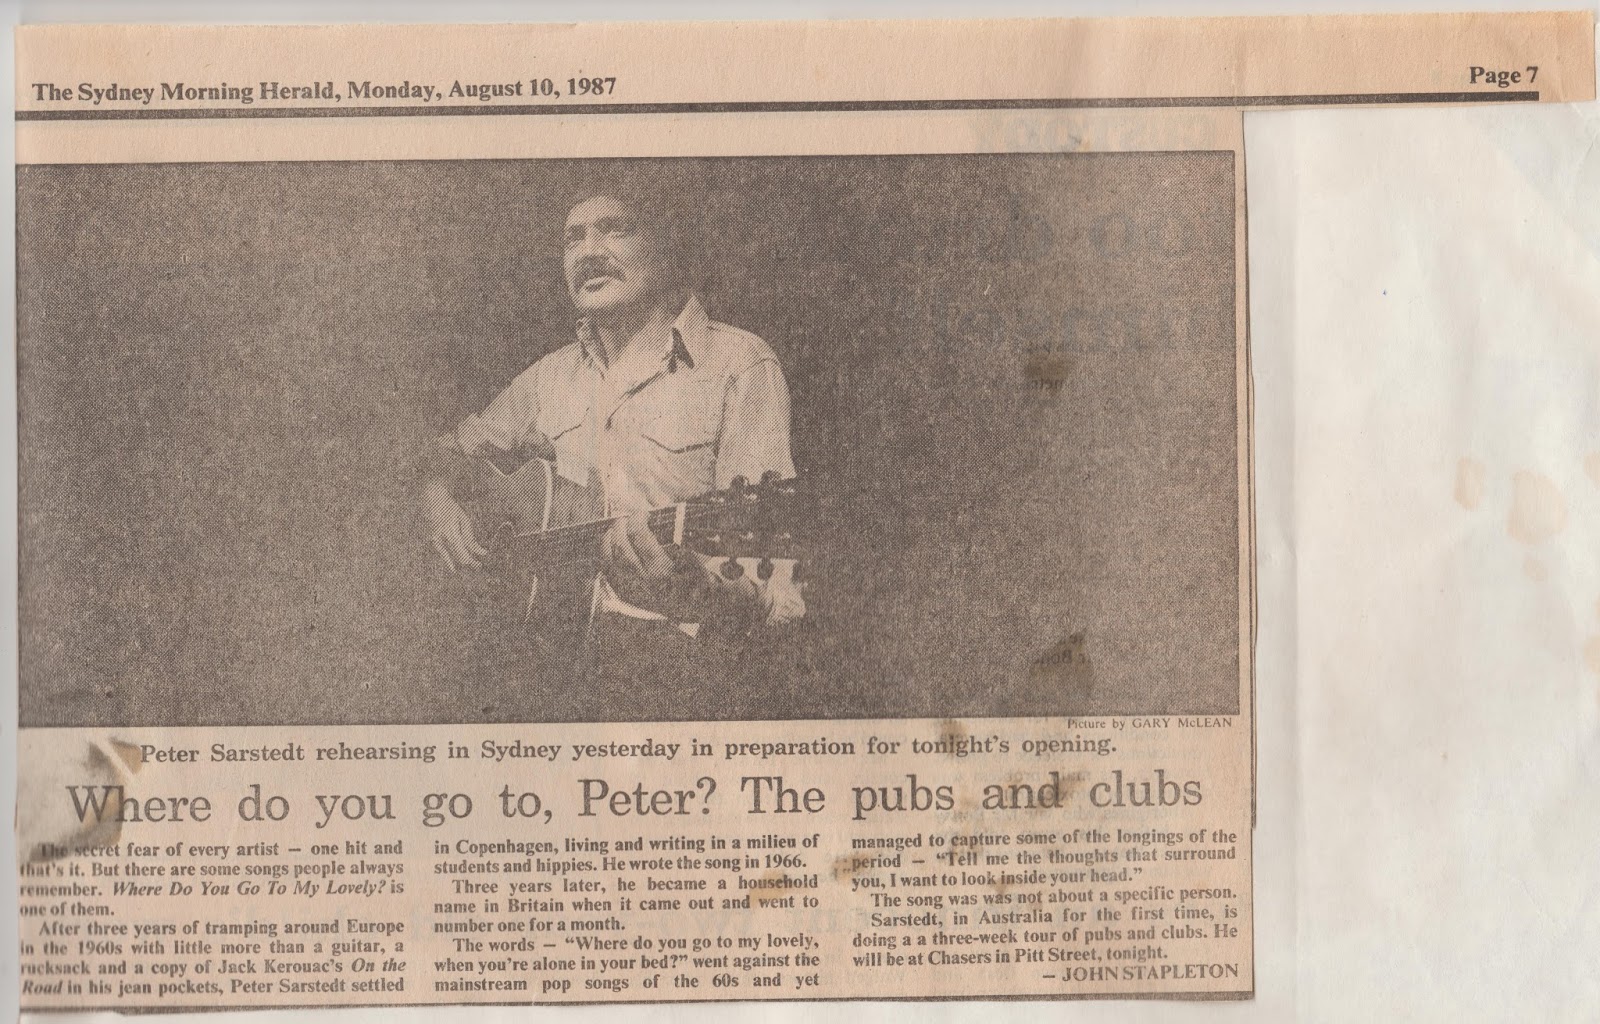 The Sydney Morning Herald, Monday, August 10, 1987
Page 7
Picture by GARY McLEAN
Peter Sarstedt rehearsing in Sydney yesterday in preparation for tonight's opening.
Where do you go to, Peter? The pubs and clubs
The secret fear of every artist — one hit and
that's it. But there are some songs people always
remember. Where Do You Go To My Lovely? is
one of them.
After three years of tramping around Europe
in the 1960s with little more than a guitar, a
rucksack and a copy of Jack Kerouac's On the
Road in his jean pockets, Peter Sarstedt settled
in Copenhagen, living and writing in a milieu of
students and hippies. He wrote the song in 1966.
Three years later, he became a household
name in Britain when it came out and went to
number one for a month.
The words — “Where do you go to my lovely,
when you're alone in your bed?” went against the
mainstream pop songs of the 60s and yet
managed to capture some of the longings of the
period — “Tell me the thoughts that surround
you, I want to look inside your head.”
The song was was not about a specific person.
Sarstedt, in Australia for the first time, is
doing a a three-week tour of pubs and clubs. He
will be at Chasers in Pitt Street, tonight.
— JOHN STAPLETON